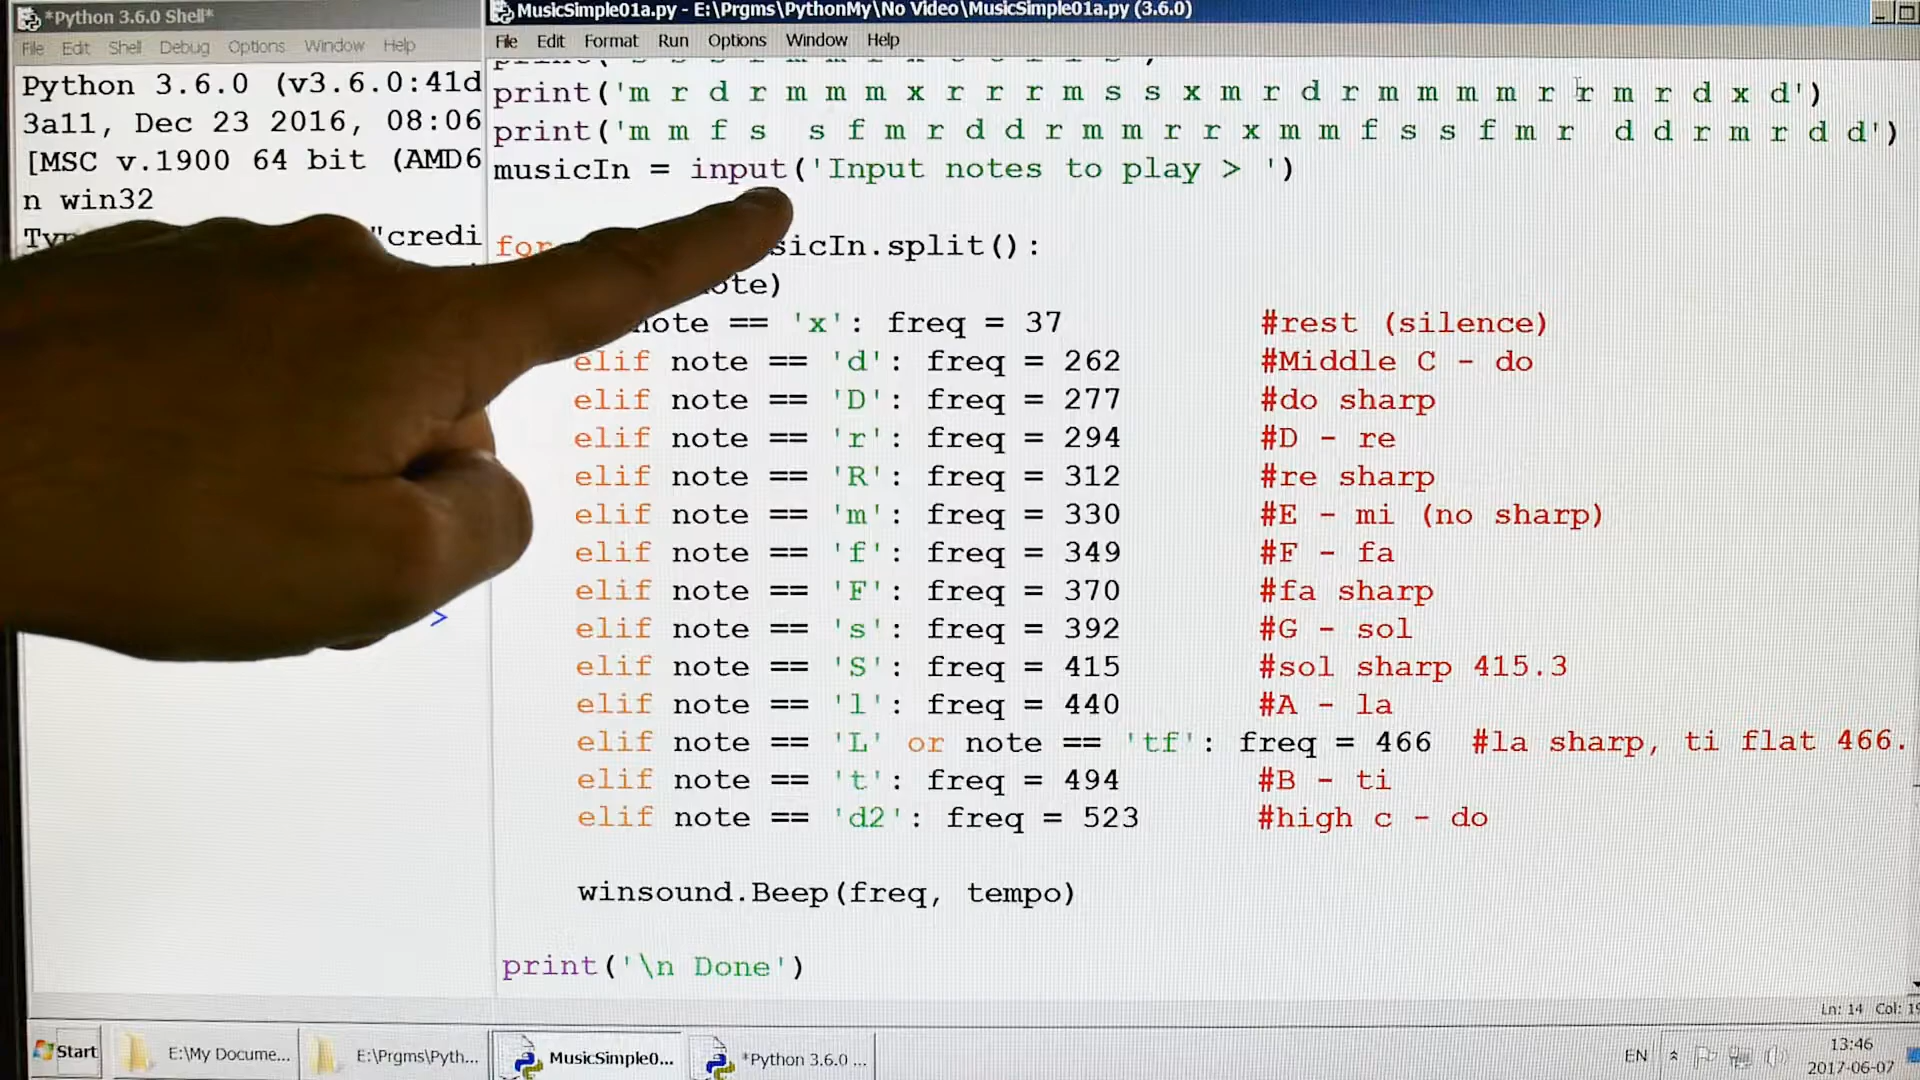 *Python 3.6.0 Shell*
File Edit Shell Debug Options Window Help
Python 3.6.0 (v3.6.0:41d
3a11, Dec 23 2016, 08:06
[MSC v.1900 64 bit (AMD6
n win32
"credi
>
MusicSimple01a.py - E:\Prgms\PythonMy\No Video\MusicSimple01a.py (3.6.0)
File Edit Format Run Options Window Help
print('m r d r m m m x r r r m s s x m r d r m m m m r r m r d x d')
print('m m f s  s f m r d d r m m r r x m m f s s f m r  d d r m r d d')
musicIn = input('Input notes to play > ')
for sicIn.split():
ote)
note == 'x': freq = 37 #rest (silence)
elif note == 'd': freq = 262 #Middle C - do
elif note == 'D': freq = 277 #do sharp
elif note == 'r': freq = 294 #D - re
elif note == 'R': freq = 312 #re sharp
elif note == 'm': freq = 330 #E - mi (no sharp)
elif note == 'f': freq = 349 #F - fa
elif note == 'F': freq = 370 #fa sharp
elif note == 's': freq = 392 #G - sol
elif note == 'S': freq = 415 #sol sharp 415.3
elif note == 'l': freq = 440 #A - la
elif note == 'L' or note == 'tf': freq = 466 #la sharp, ti flat 466.
elif note == 't': freq = 494 #B - ti
elif note == 'd2': freq = 523 #high c - do
winsound.Beep(freq, tempo)
print('\n Done')
Ln: 14 Col: 19
Start E:\My Docume... E:\Prgms\Pyth... MusicSimple0... *Python 3.6.0 ... EN 13:46
2017-06-07